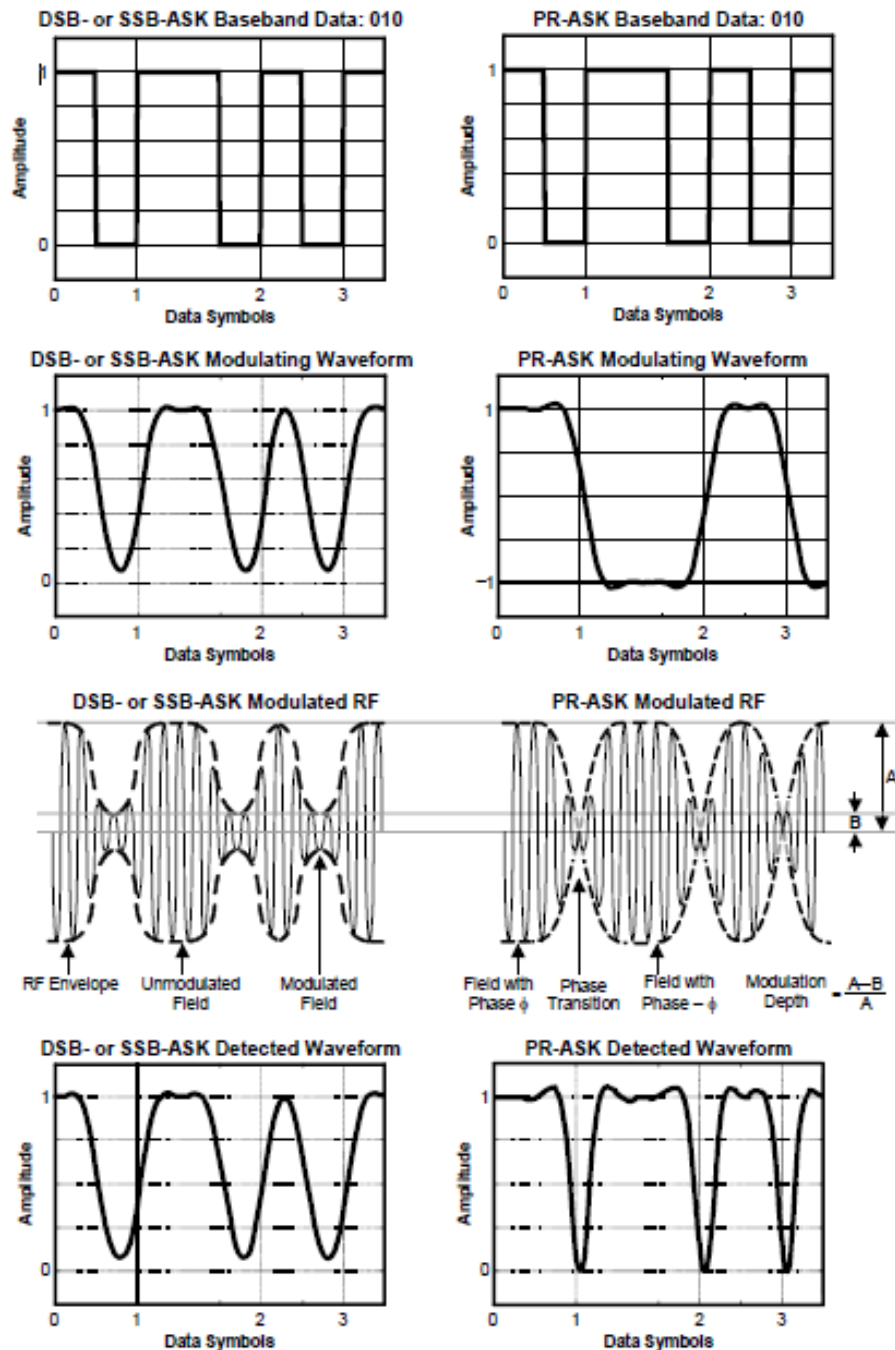 DSB- or SSB-ASK Baseband Data: 010
Amplitude
1
0
0 1 2 3
Data Symbols
PR-ASK Baseband Data: 010
Amplitude
1
0
0 1 2 3
Data Symbols
DSB- or SSB-ASK Modulating Waveform
Amplitude
1
0
0 1 2 3
Data Symbols
PR-ASK Modulating Waveform
Amplitude
1
−1
0 1 2 3
Data Symbols
DSB- or SSB-ASK Modulated RF
RF Envelope
Unmodulated
Field
Modulated
Field
PR-ASK Modulated RF
A
B
Field with
Phase ϕ
Phase
Transition
Field with
Phase − ϕ
Modulation
Depth
= A−B
A
DSB- or SSB-ASK Detected Waveform
Amplitude
1
0
0 1 2 3
Data Symbols
PR-ASK Detected Waveform
Amplitude
1
0
0 1 2 3
Data Symbols